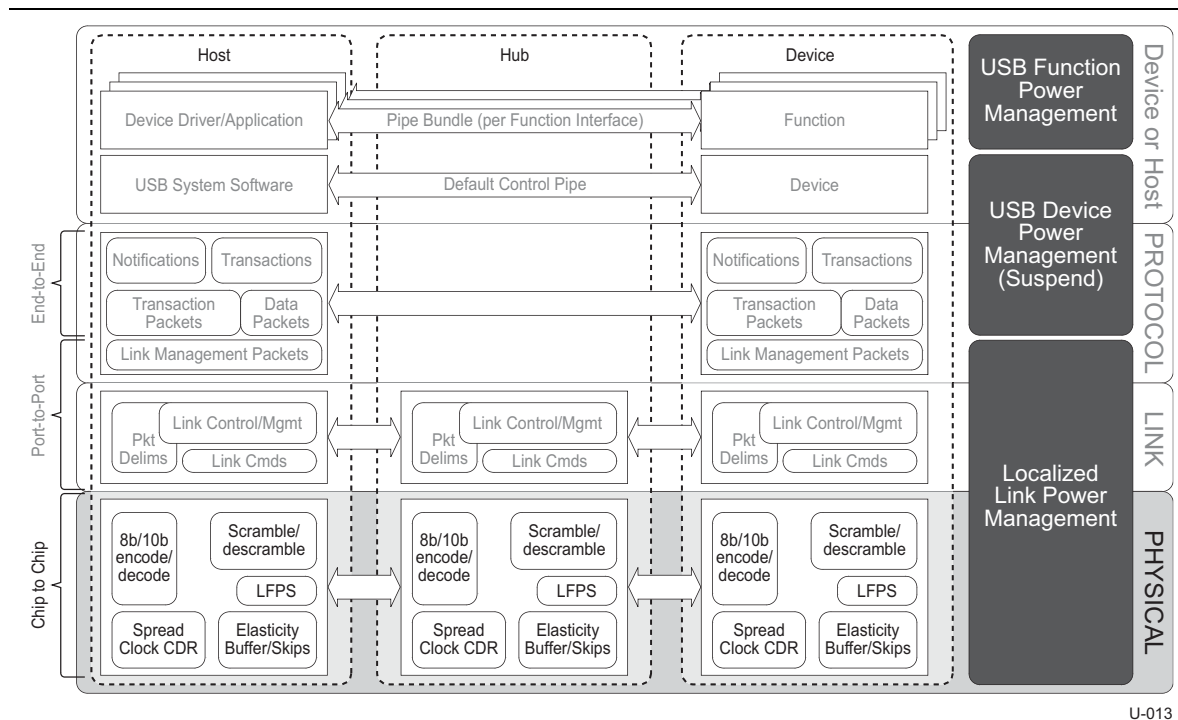 Host
Hub
Device
Device Driver/Application
Pipe Bundle (per Function Interface)
Function
USB System Software
Default Control Pipe
Device
USB Function
Power
Management
Device or Host
End-to-End
Notifications
Transactions
Transaction
Packets
Data
Packets
Link Management Packets
Notifications
Transactions
Transaction
Packets
Data
Packets
Link Management Packets
USB Device
Power
Management
(Suspend)
PROTOCOL
Port-to-Port
Pkt
Delims
Link Control/Mgmt
Link Cmds
Pkt
Delims
Link Control/Mgmt
Link Cmds
Pkt
Delims
Link Control/Mgmt
Link Cmds
LINK
Localized
Link Power
Management
Chip to Chip
8b/10b
encode/
decode
Scramble/
descramble
LFPS
Spread
Clock CDR
Elasticity
Buffer/Skips
8b/10b
encode/
decode
Scramble/
descramble
LFPS
Spread
Clock CDR
Elasticity
Buffer/Skips
8b/10b
encode/
decode
Scramble/
descramble
LFPS
Spread
Clock CDR
Elasticity
Buffer/Skips
PHYSICAL
U-013